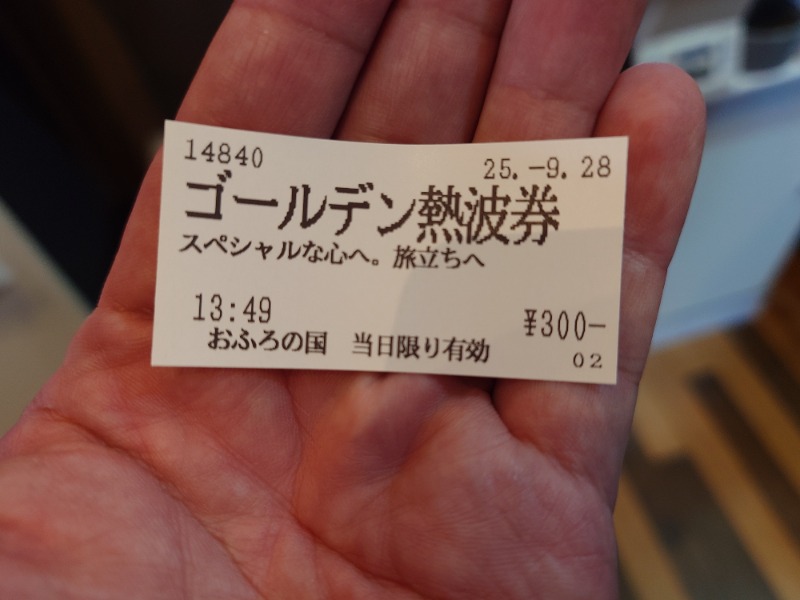 14840 25.-9.28
ゴールデン熱波券
スペシャルな心へ。旅立ちへ
13:49 ¥300-
おふろの国 当日限り有効
02